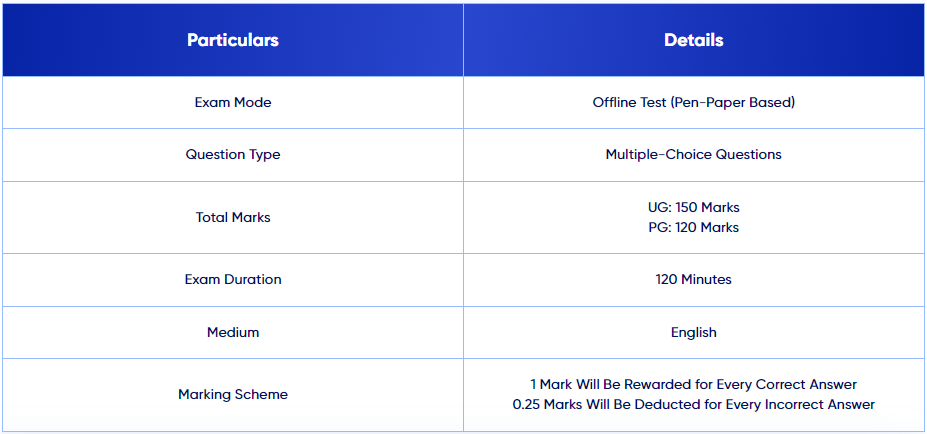 Particulars
Details
Exam Mode
Offline Test (Pen-Paper Based)
Question Type
Multiple-Choice Questions
Total Marks
UG: 150 Marks
PG: 120 Marks
Exam Duration
120 Minutes
Medium
English
Marking Scheme
1 Mark Will Be Rewarded for Every Correct Answer
0.25 Marks Will Be Deducted for Every Incorrect Answer